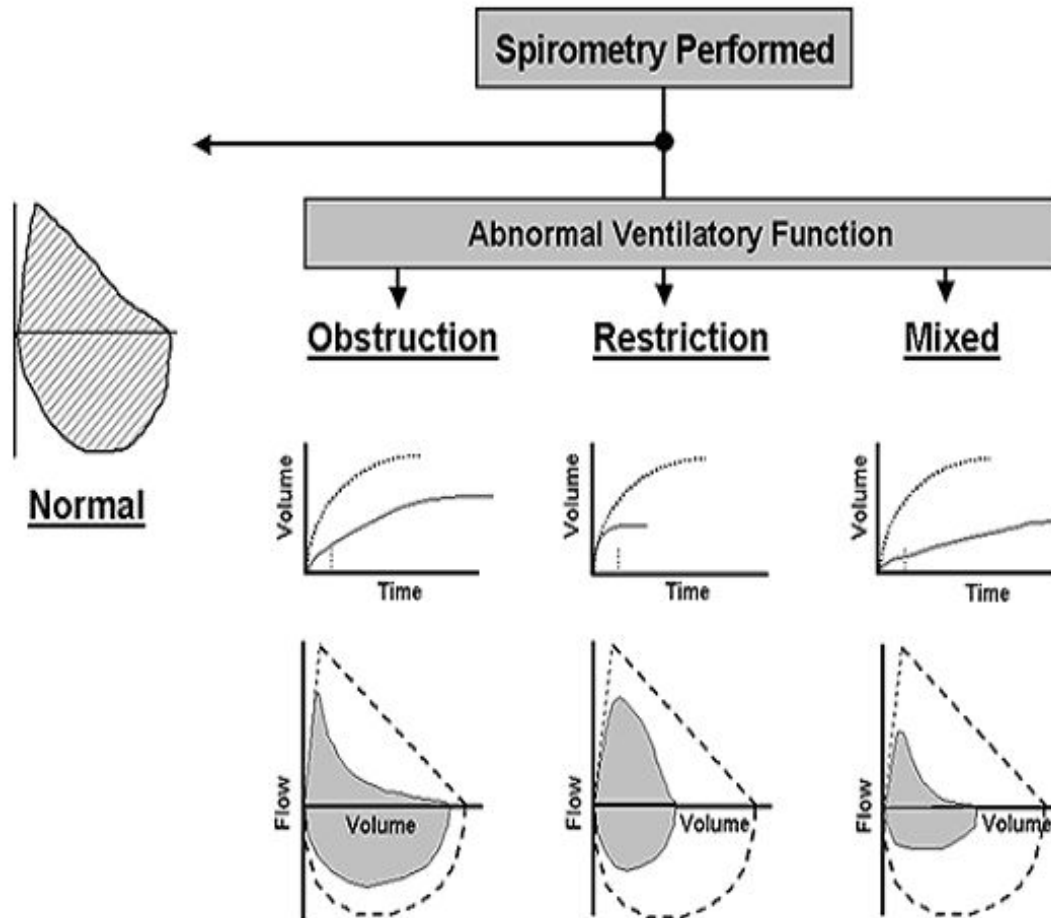 Spirometry Performed
Abnormal Ventilatory Function
Obstruction
Restriction
Mixed
Normal
Volume
Time
Volume
Time
Volume
Time
Flow
Volume
Flow
Volume
Flow
Volume